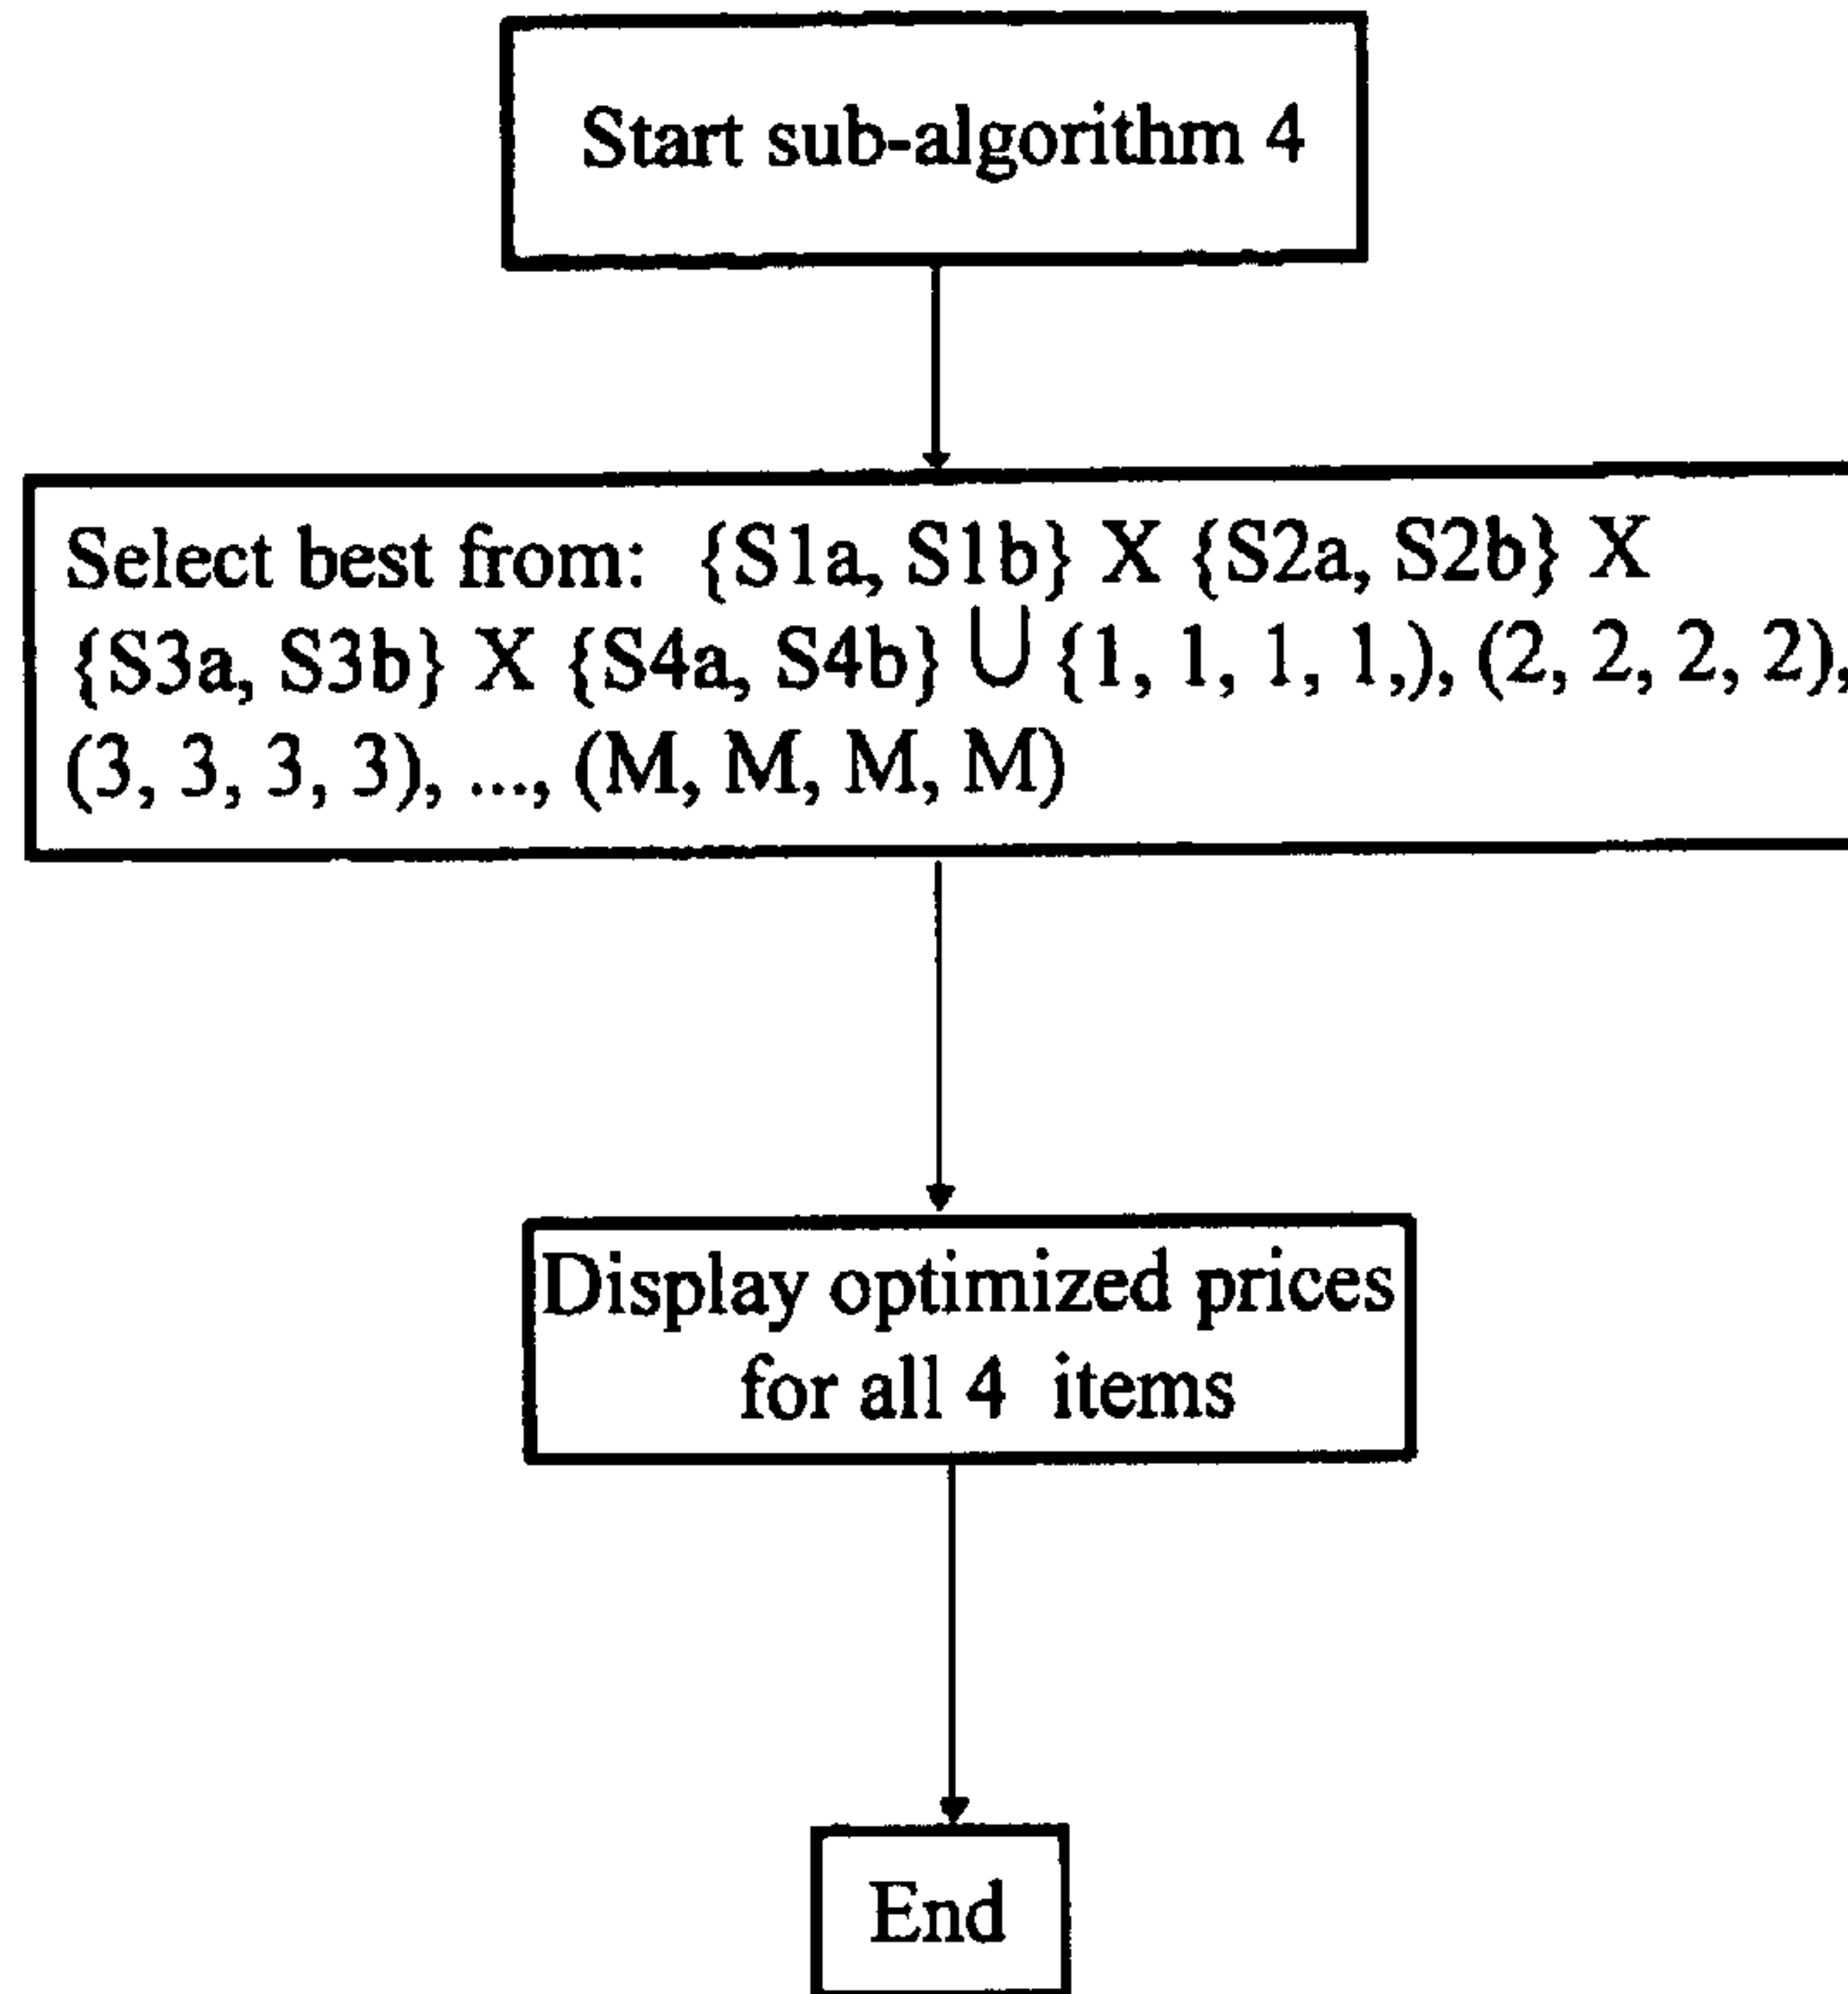 Start sub-algorithm 4
Select best from: {S1a, S1b} X {S2a, S2b} X
{S3a, S3b} X {S4a, S4b} ∪ {1, 1, 1, 1,), (2, 2, 2, 2),
(3, 3, 3, 3), ..., (M, M, M, M)
Display optimized prices
for all 4 items
End